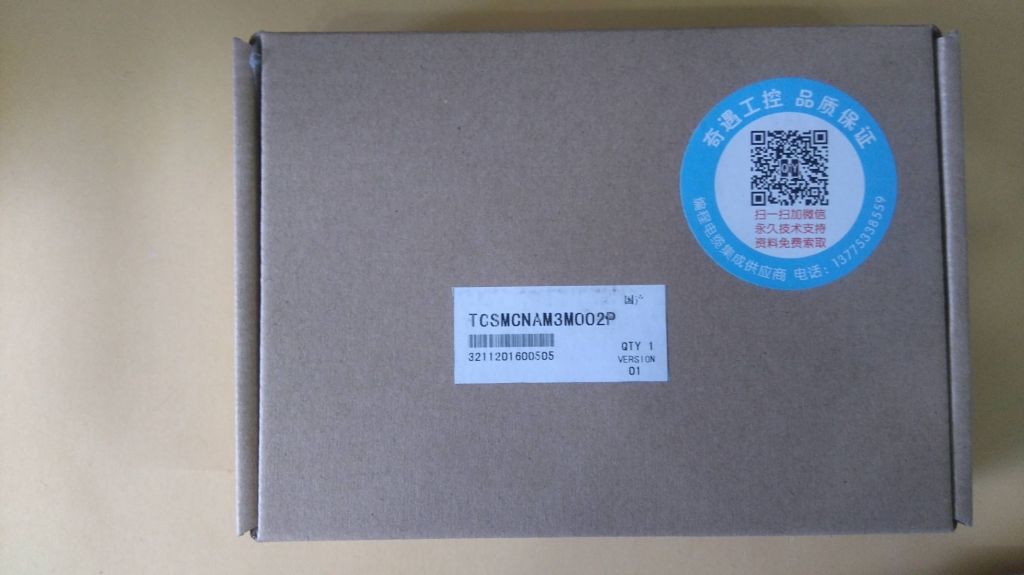 奇遇工控 品质保证
扫一扫加微信
永久技术支持
资料免费索取
编程电缆集成供应商 电话：13775338559
TCSMCNAM3M002P
3211201600505
QTY 1
VERSION
01